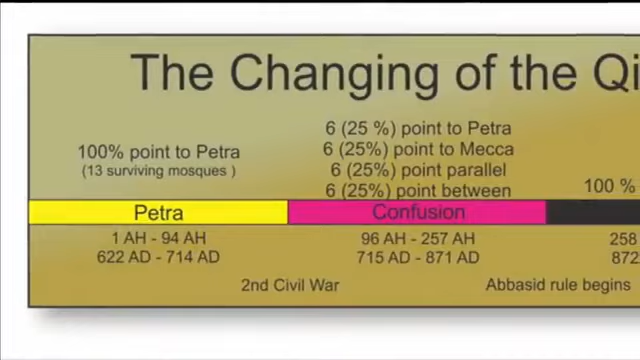 The Changing of the Qi
6 (25 %) point to Petra
100% point to Petra
6 (25%) point to Mecca
(13 surviving mosques )
6 (25%) point parallel
6 (25%) point between
100 %
Petra
Confusion
1 AH - 94 AH
96 AH - 257 AH
258
622 AD - 714 AD
715 AD - 871 AD
872
2nd Civil War
Abbasid rule begins